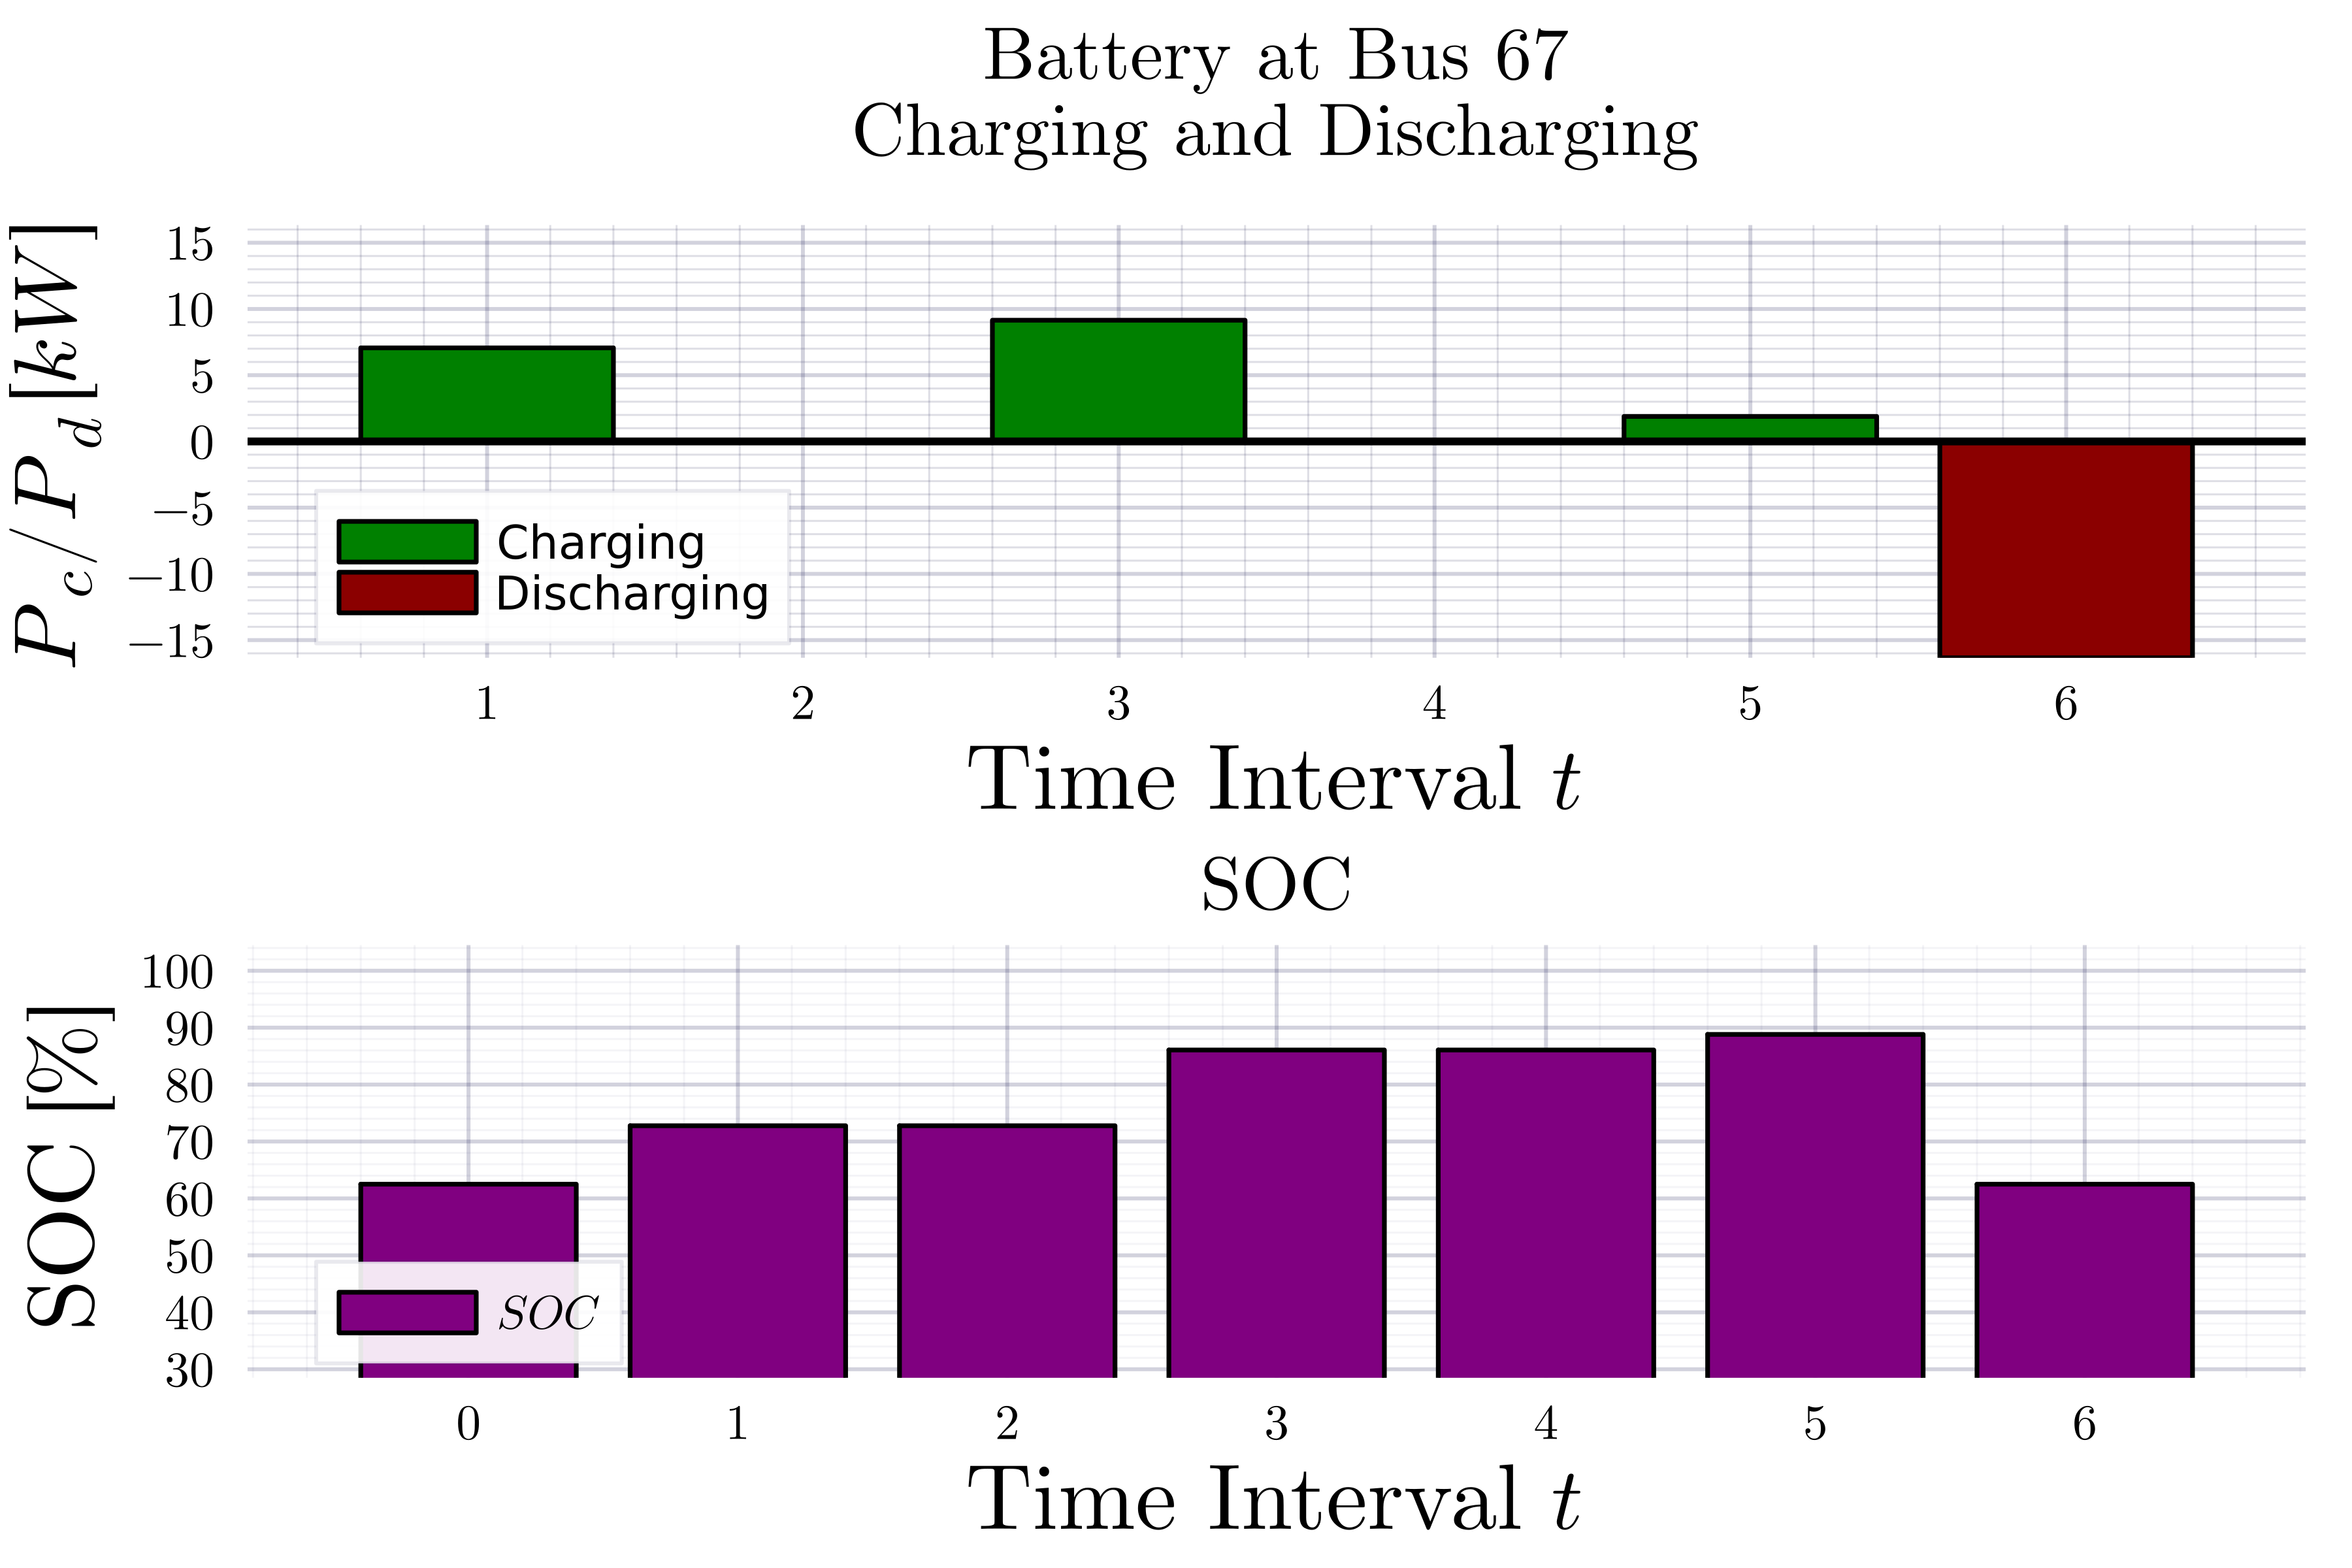 Battery at Bus 67
Charging and Discharging
P_c/P_d [kW]
15
10
5
0
−5
−10
−15
Charging
Discharging
1 2 3 4 5 6
Time Interval t
SOC
SOC [%]
100
90
80
70
60
50
40
30
SOC
0 1 2 3 4 5 6
Time Interval t